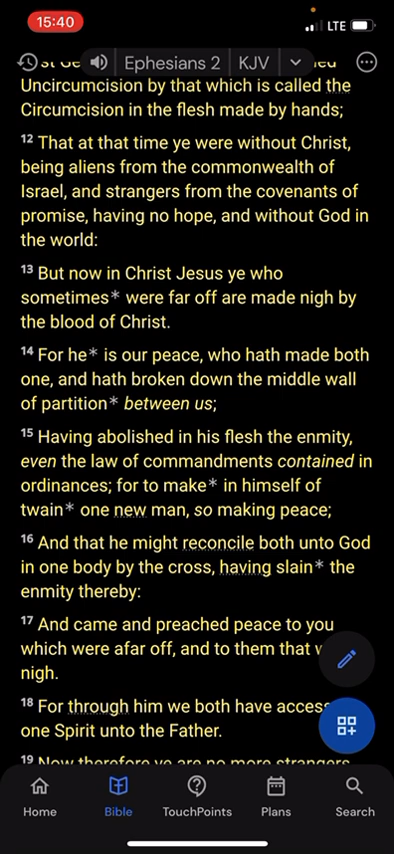 15:40
LTE
Ephesians 2 KJV
Uncircumcision by that which is called the
Circumcision in the flesh made by hands;
12 That at that time ye were without Christ,
being aliens from the commonwealth of
Israel, and strangers from the covenants of
promise, having no hope, and without God in
the world:
13 But now in Christ Jesus ye who
sometimes* were far off are made nigh by
the blood of Christ.
14 For he* is our peace, who hath made both
one, and hath broken down the middle wall
of partition* between us;
15 Having abolished in his flesh the enmity,
even the law of commandments contained in
ordinances; for to make* in himself of
twain* one new man, so making peace;
16 And that he might reconcile both unto God
in one body by the cross, having slain* the
enmity thereby:
17 And came and preached peace to you
which were afar off, and to them that
nigh.
18 For through him we both have access
one Spirit unto the Father.
19 Now therefore ye are no more strangers
Home Bible TouchPoints Plans Search